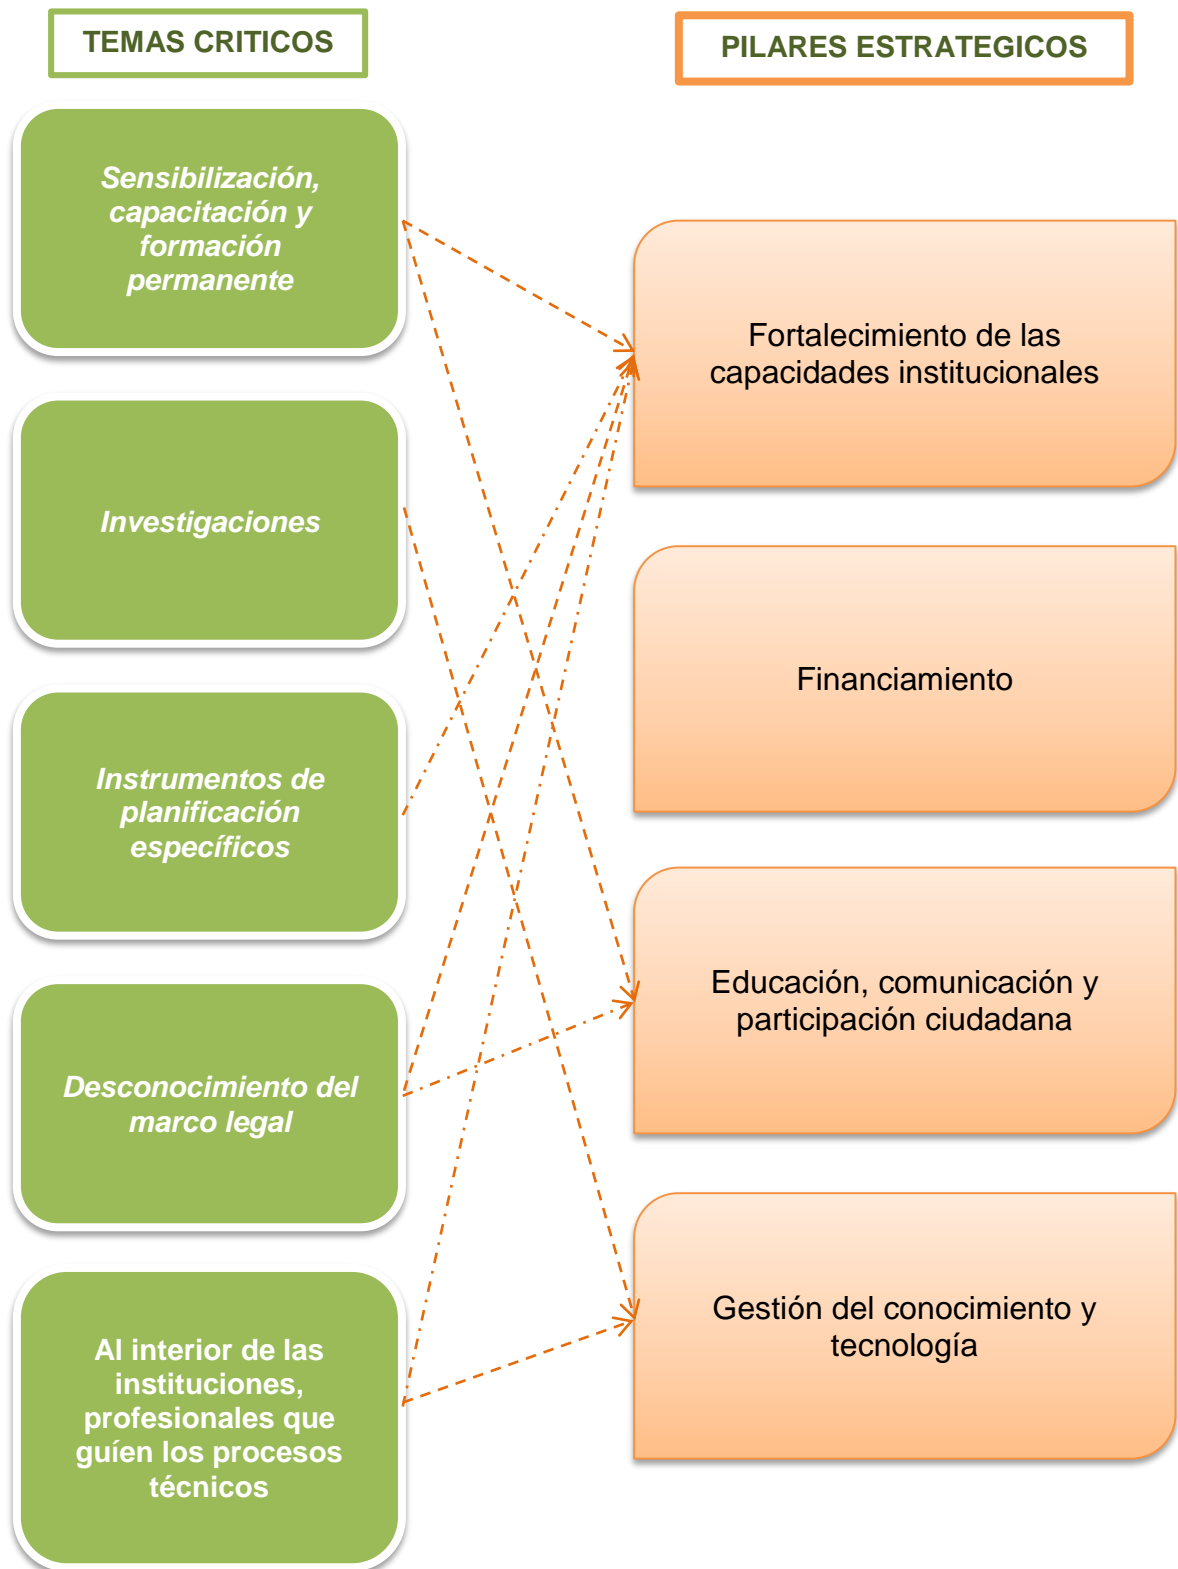 TEMAS CRITICOS
Sensibilización,
capacitación y
formación
permanente
Investigaciones
Instrumentos de
planificación
específicos
Desconocimiento del
marco legal
Al interior de las
instituciones,
profesionales que
guíen los procesos
técnicos
PILARES ESTRATEGICOS
Fortalecimiento de las
capacidades institucionales
Financiamiento
Educación, comunicación y
participación ciudadana
Gestión del conocimiento y
tecnología